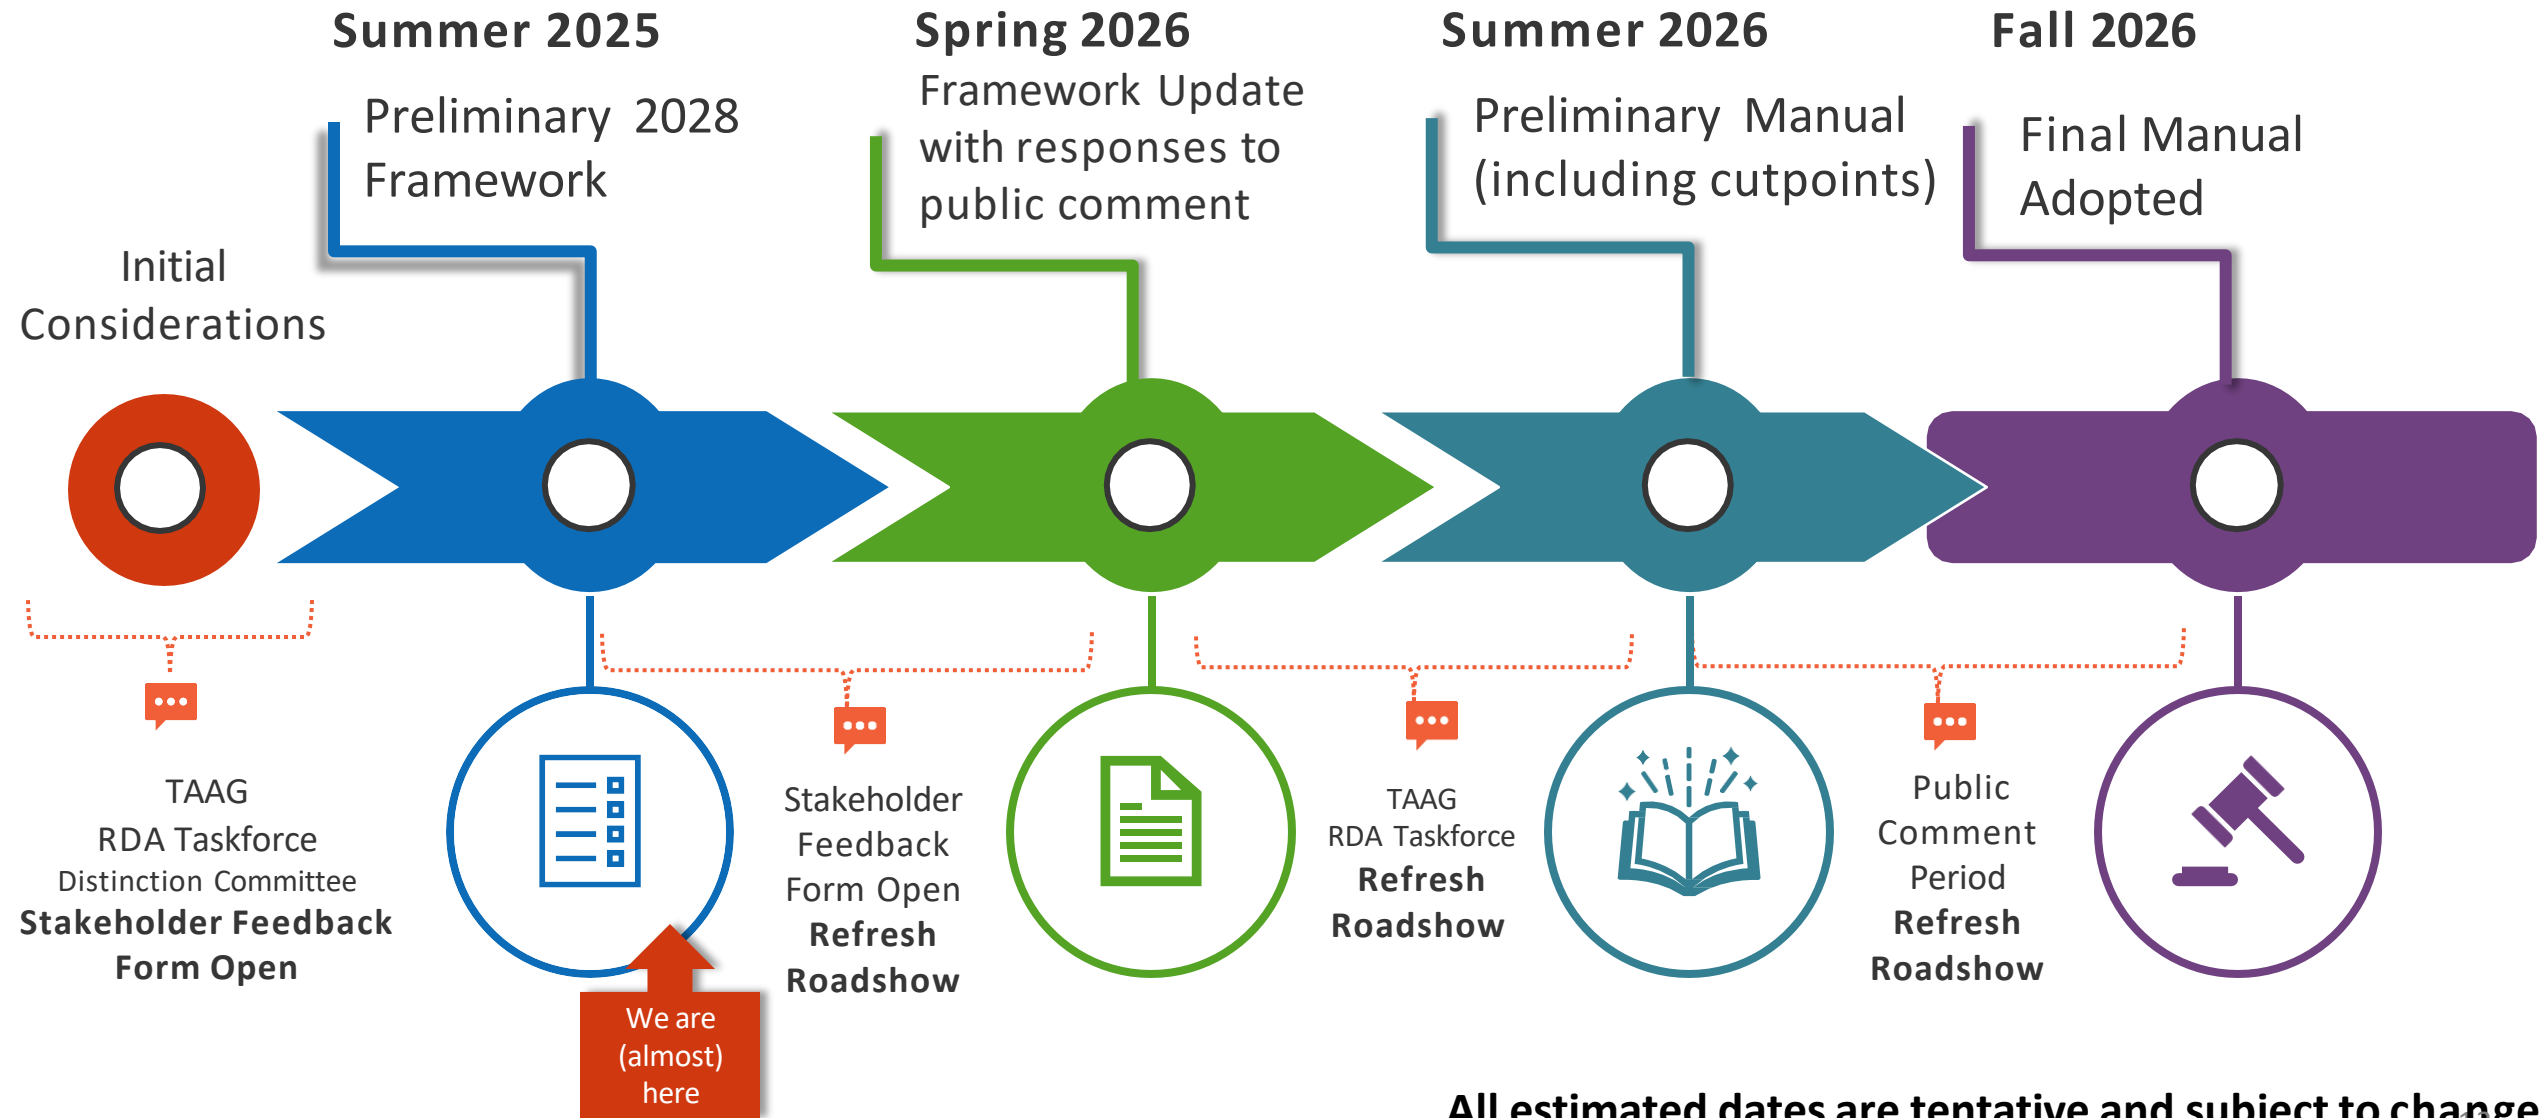 Summer 2025
Preliminary 2028
Framework
Spring 2026
Framework Update
with responses to
public comment
Summer 2026
Preliminary Manual
(including cutpoints)
Fall 2026
Final Manual
Adopted
Initial
Considerations
TAAG
RDA Taskforce
Distinction Committee
Stakeholder Feedback
Form Open
We are
(almost)
here
Stakeholder
Feedback
Form Open
Refresh
Roadshow
TAAG
RDA Taskforce
Refresh
Roadshow
Public
Comment
Period
Refresh
Roadshow
All estimated dates are tentative and subject to change